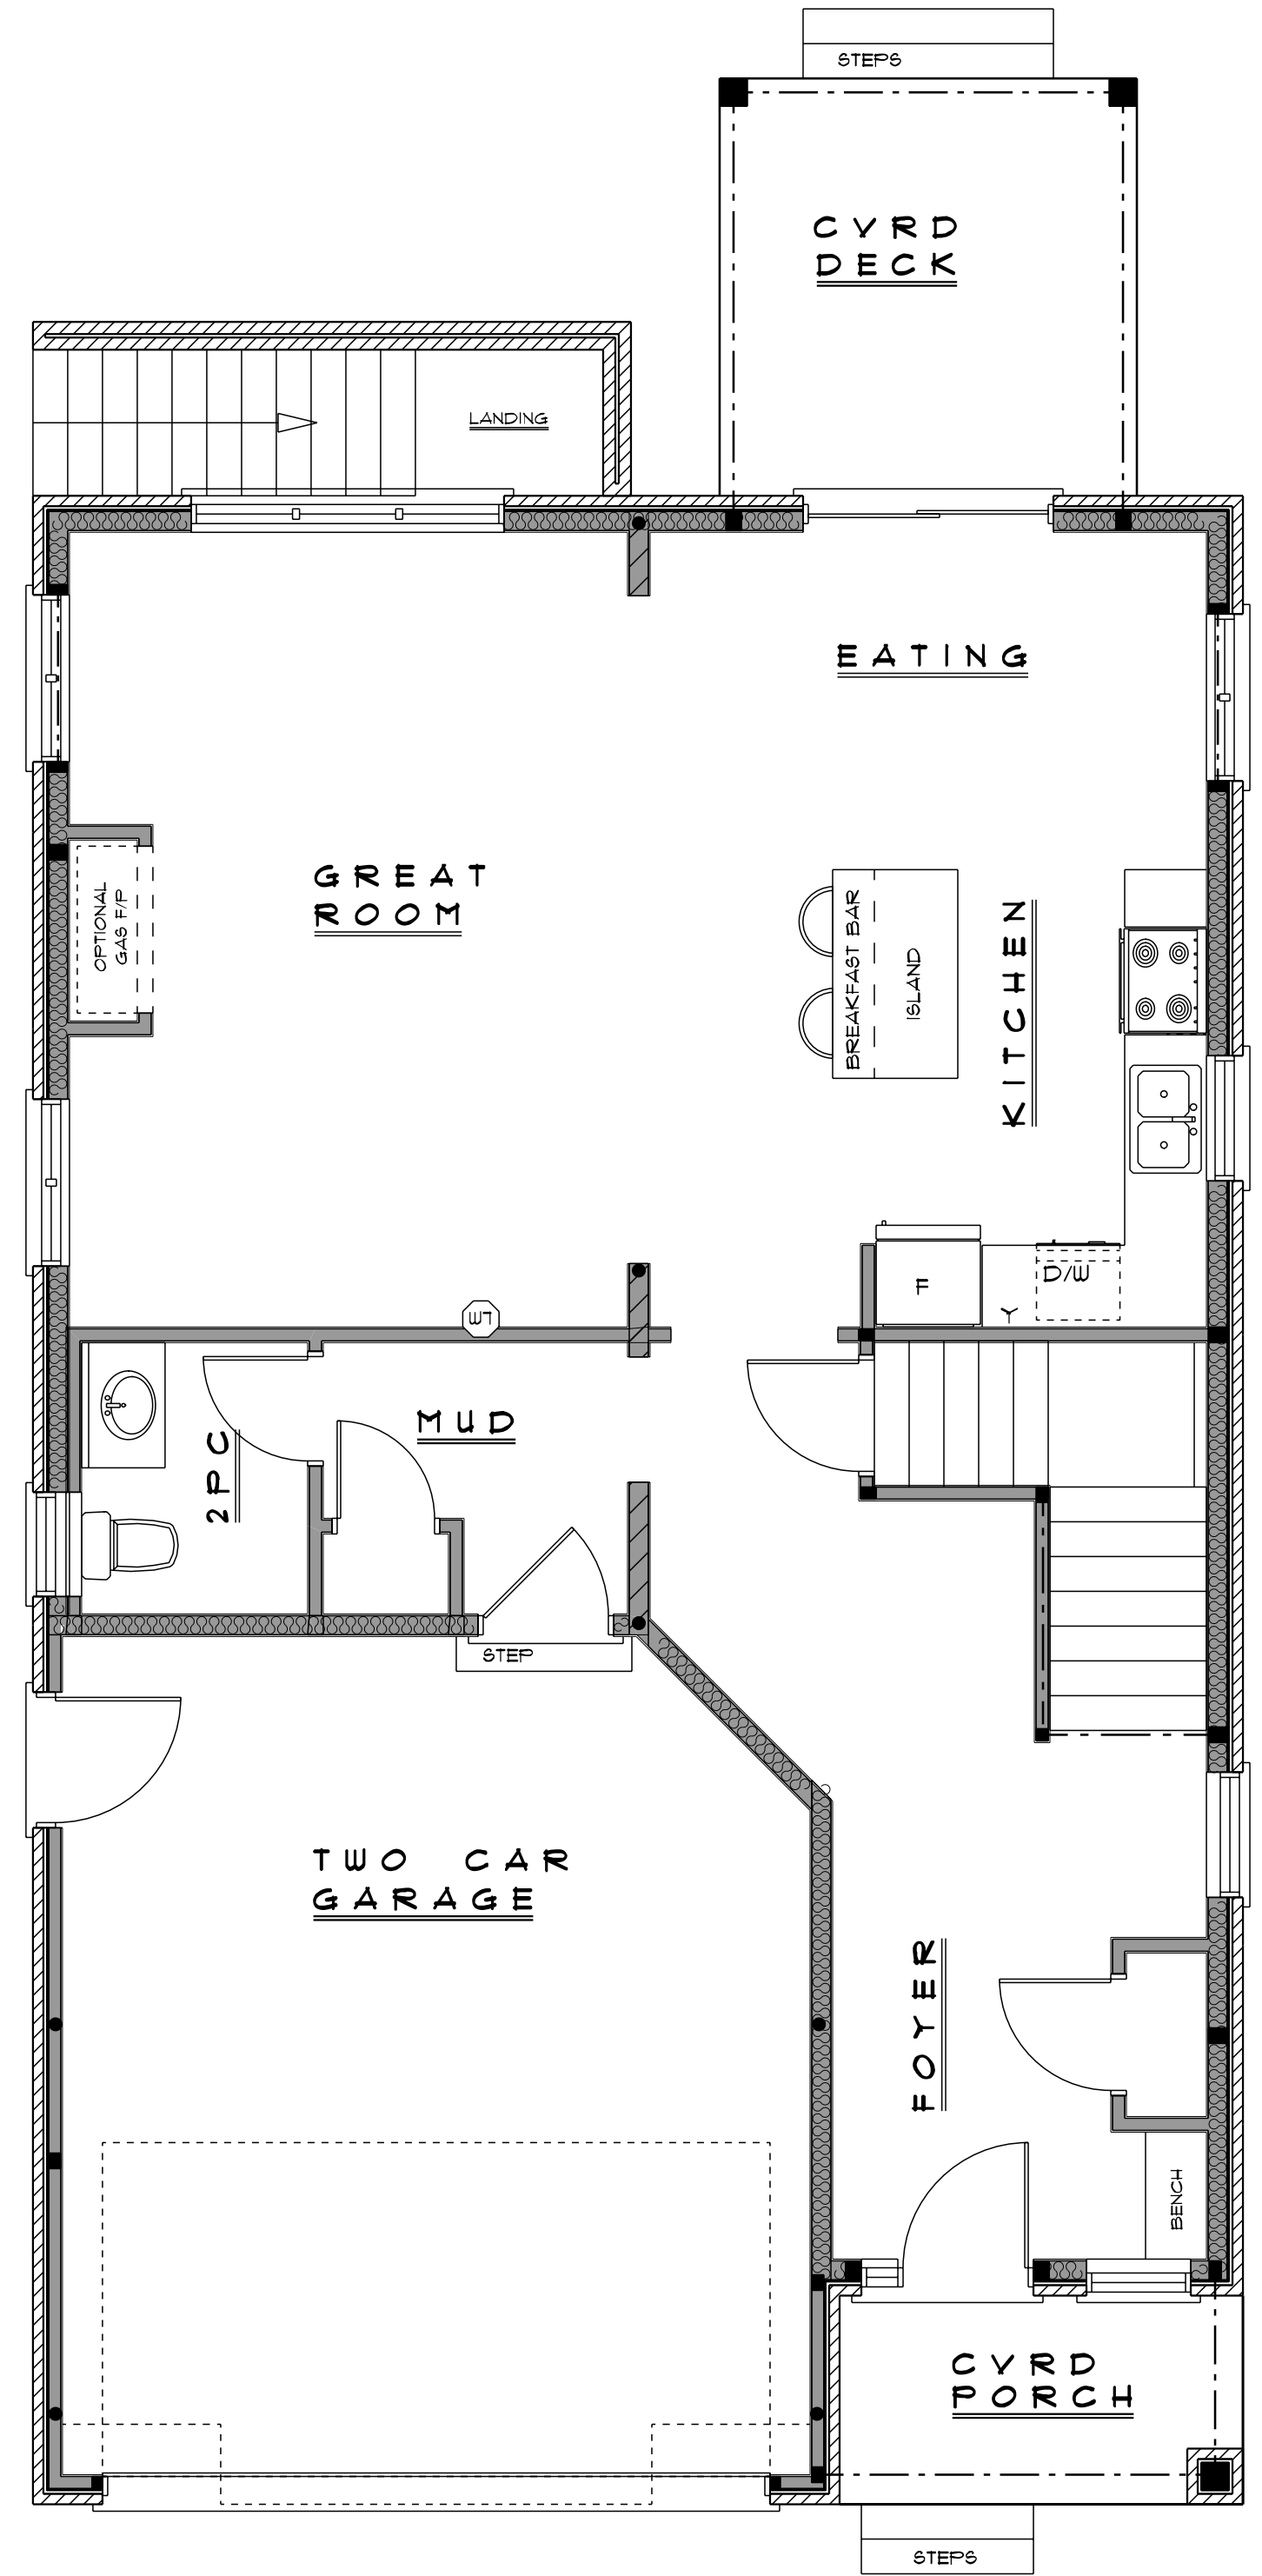 STEPS
CVRD
DECK
LANDING
EATING
GREAT
ROOM
OPTIONAL
GAS F/P
BREAKFAST BAR
ISLAND
KITCHEN
F
D/W
Y
LW
MUD
2PC
STEP
TWO CAR
GARAGE
FOYER
BENCH
CVRD
PORCH
STEPS